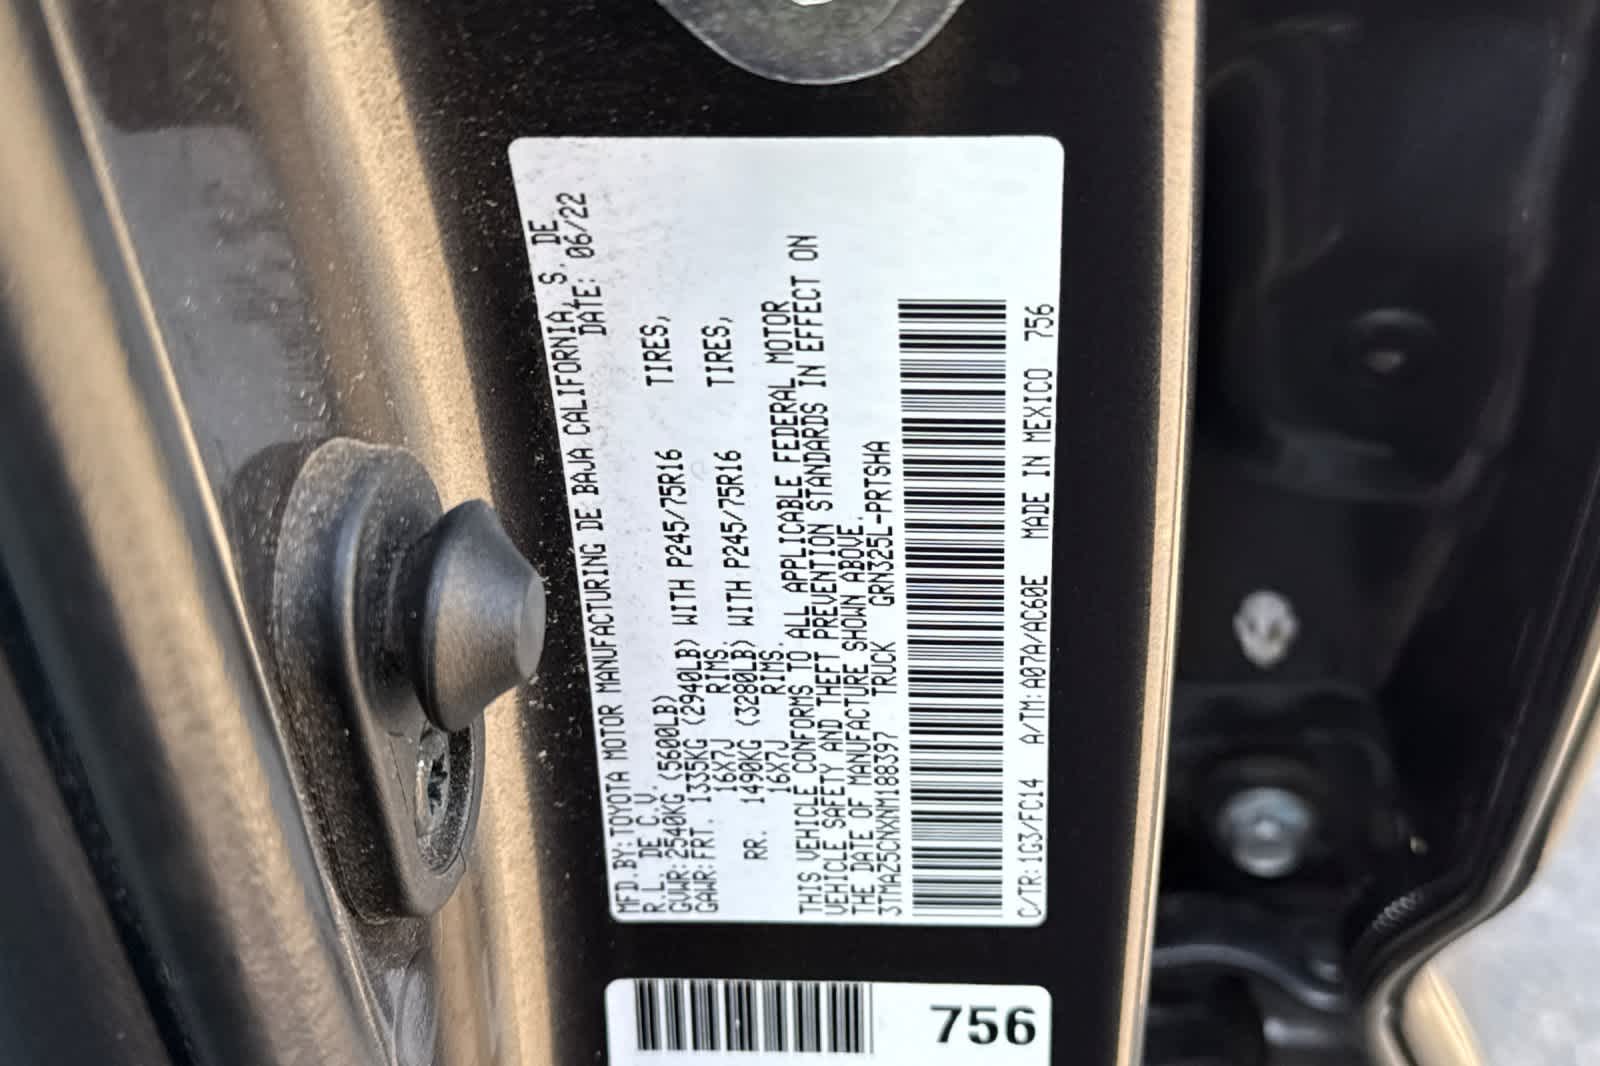 MFD.BY:TOYOTA MOTOR MANUFACTURING DE BAJA CALIFORNIA, S. DE
R.L. DE C.V. DATE: 06/22
GVWR:2540KG (5600LB)
GAWR:FRT. 1335KG (2940LB) WITH P245/75R16 TIRES,
16X7J RIMS.
RR. 1490KG (3280LB) WITH P245/75R16 TIRES,
16X7J RIMS.
THIS VEHICLE CONFORMS TO ALL APPLICABLE FEDERAL MOTOR
VEHICLE SAFETY AND THEFT PREVENTION STANDARDS IN EFFECT ON
THE DATE OF MANUFACTURE SHOWN ABOVE.
3TMAZ5CNXNM188397 TRUCK GRN325L-PRTSHA
C/TR:1G3/FC14 A/TM:A07A/AC60E MADE IN MEXICO 756
756